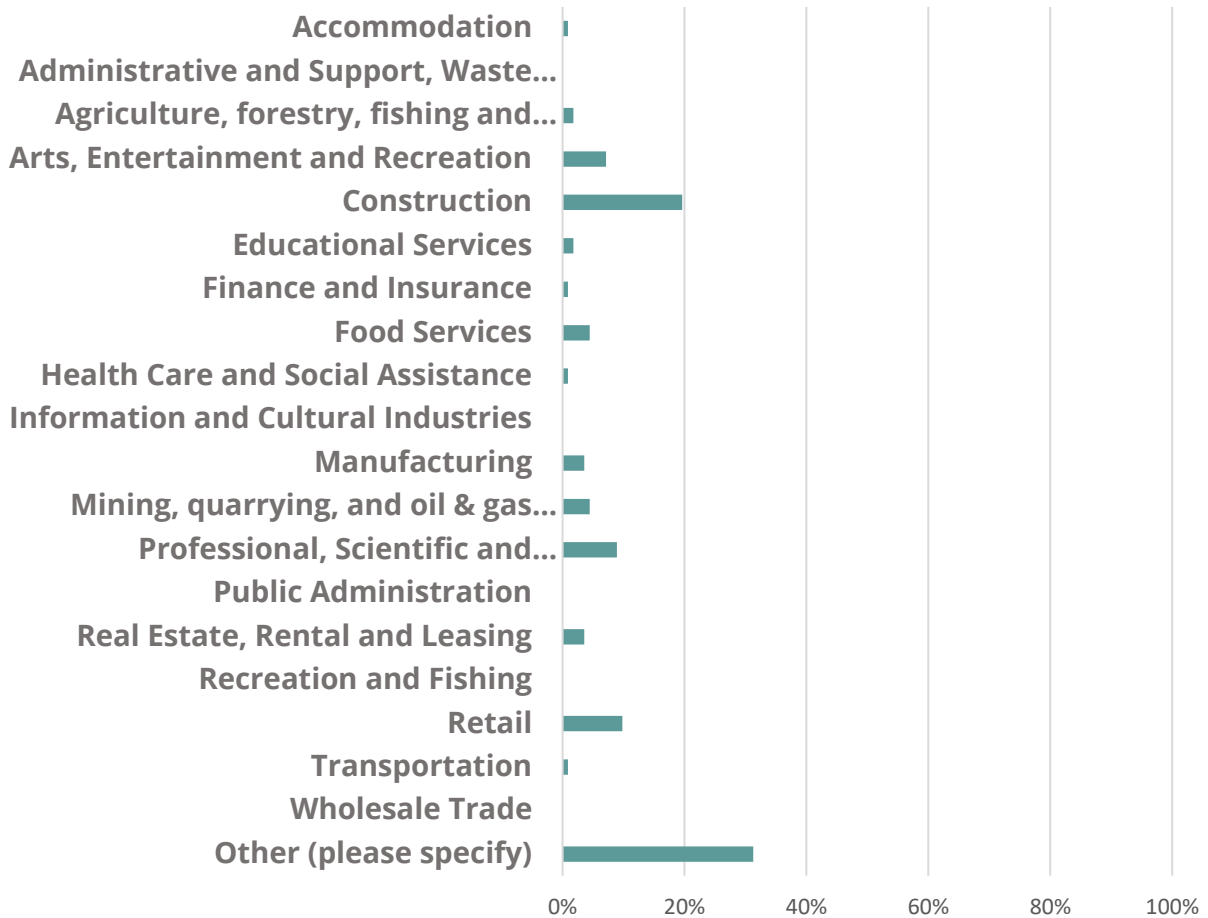 Accommodation
Administrative and Support, Waste...
Agriculture, forestry, fishing and...
Arts, Entertainment and Recreation
Construction
Educational Services
Finance and Insurance
Food Services
Health Care and Social Assistance
Information and Cultural Industries
Manufacturing
Mining, quarrying, and oil & gas...
Professional, Scientific and...
Public Administration
Real Estate, Rental and Leasing
Recreation and Fishing
Retail
Transportation
Wholesale Trade
Other (please specify)
0% 20% 40% 60% 80% 100%